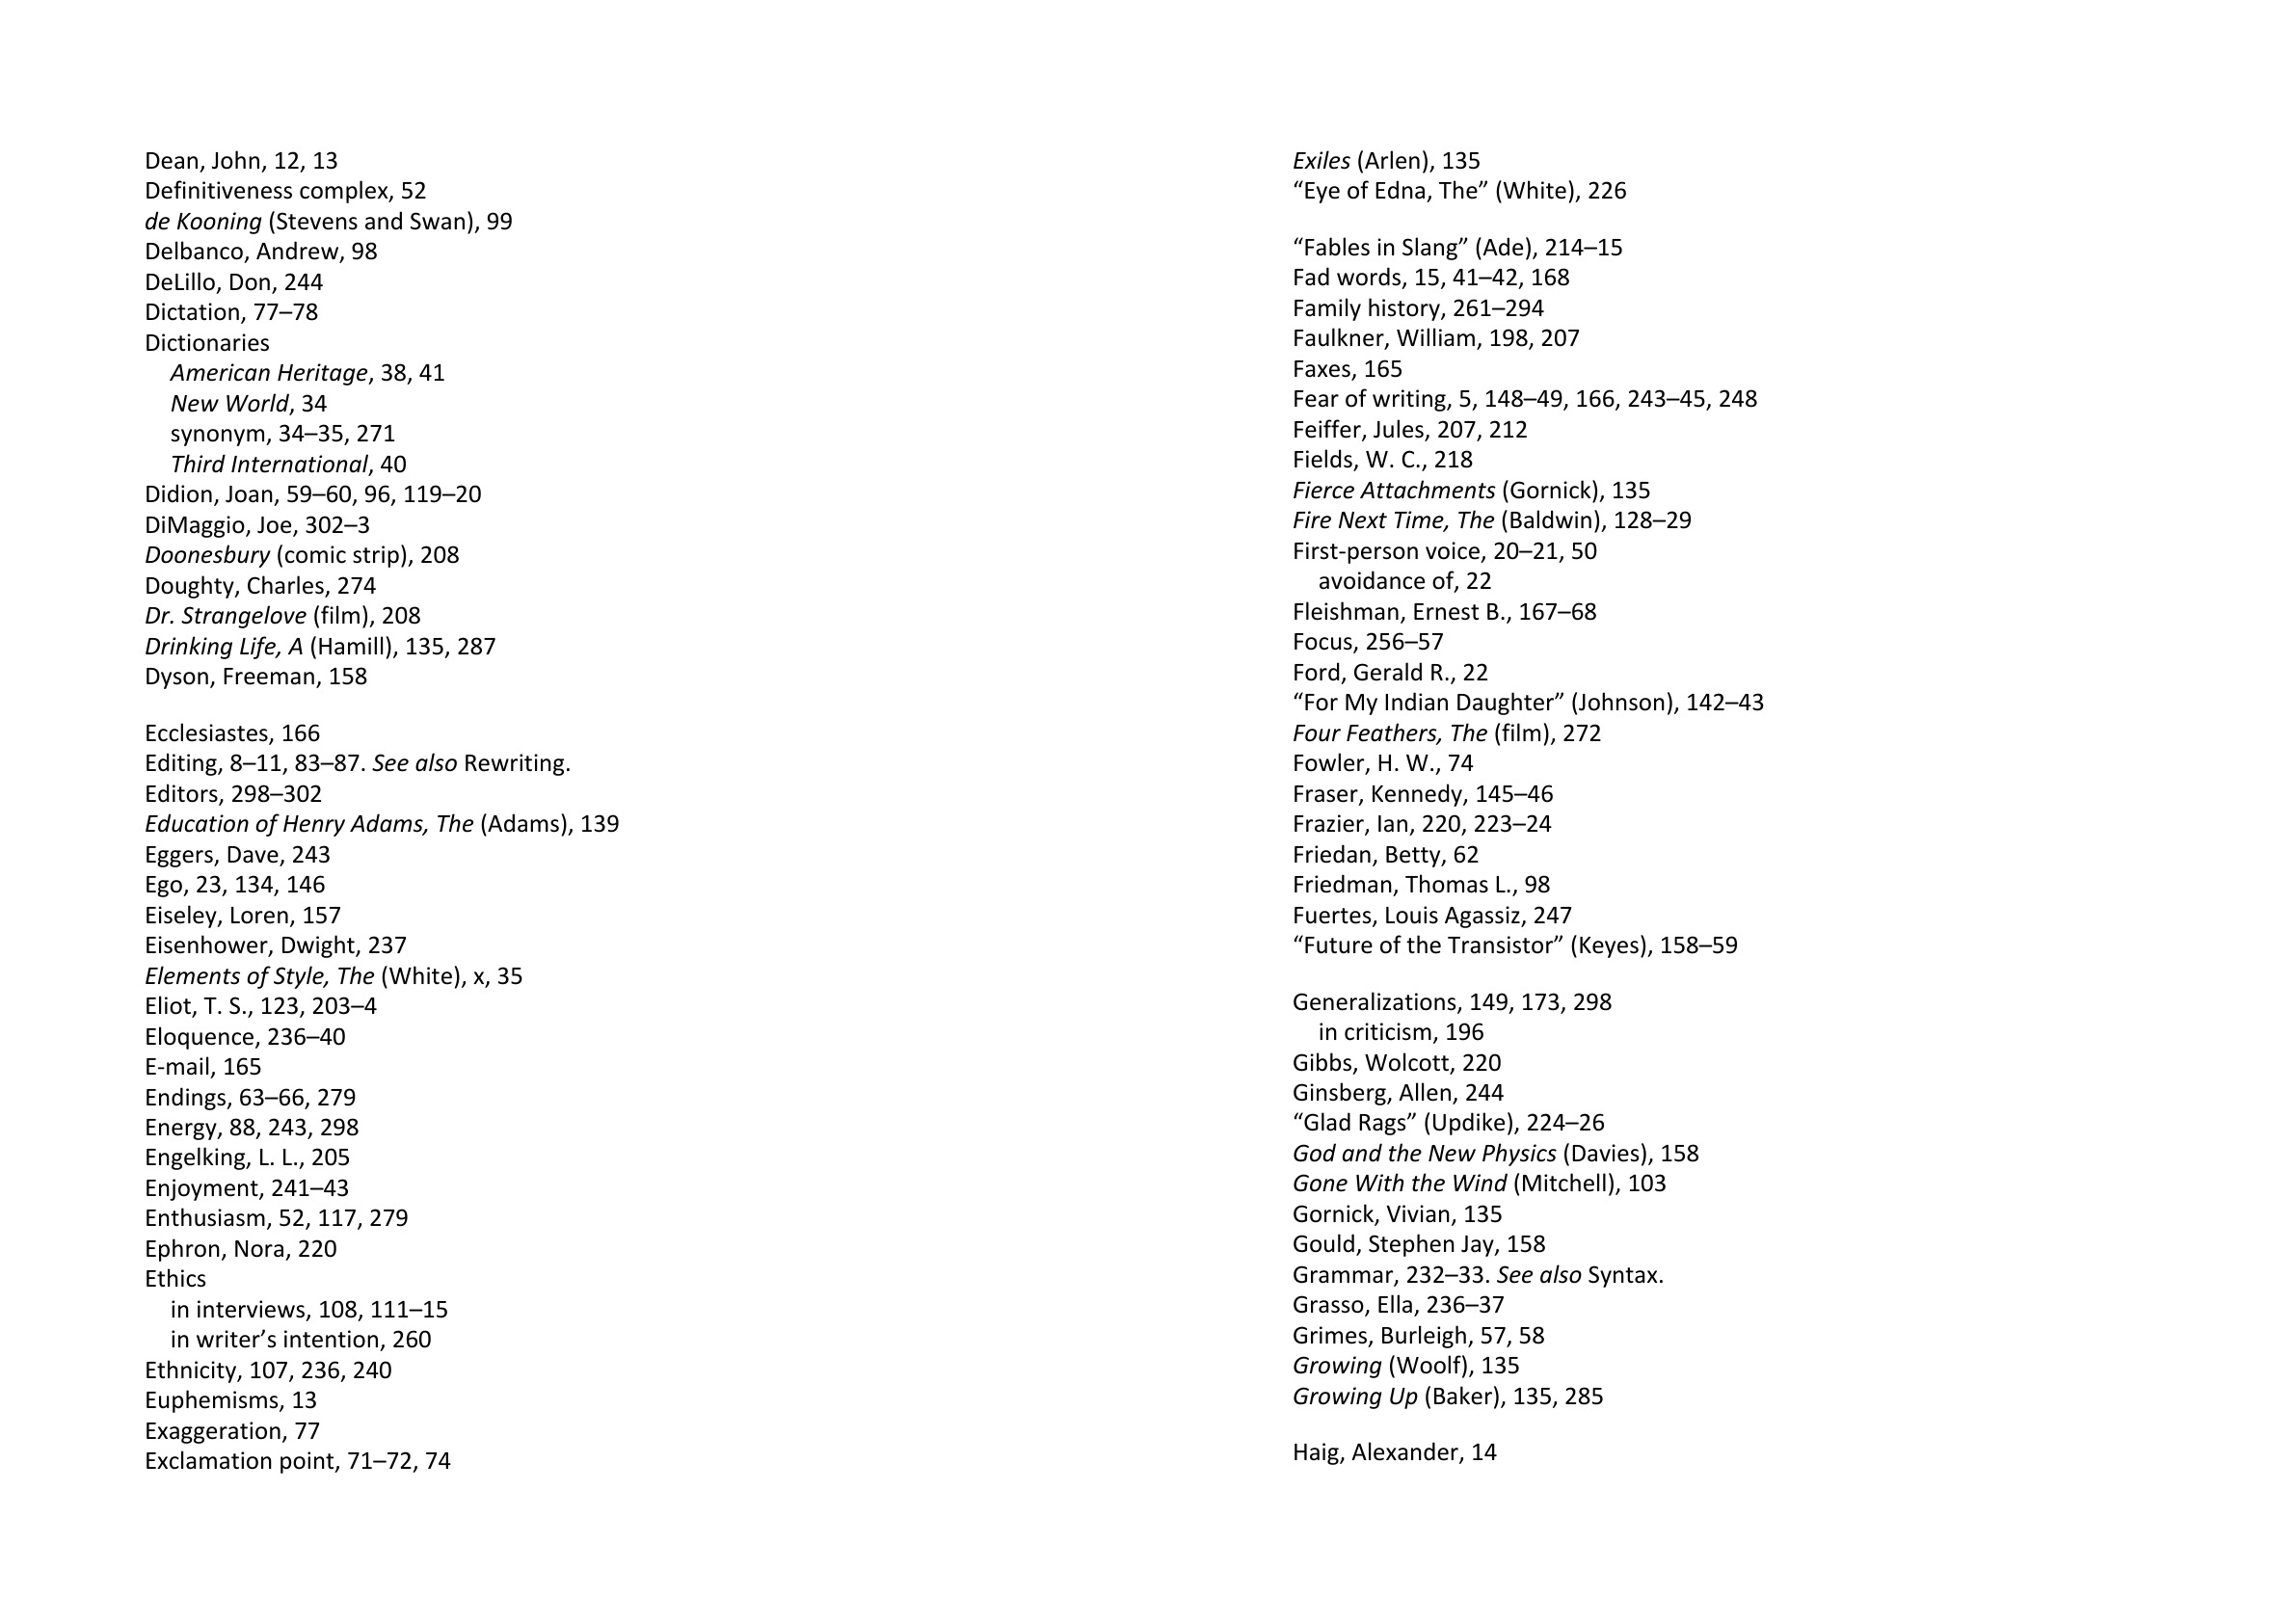 Dean, John, 12, 13
Definitiveness complex, 52
de Kooning (Stevens and Swan), 99
Delbanco, Andrew, 98
DeLillo, Don, 244
Dictation, 77–78
Dictionaries
American Heritage, 38, 41
New World, 34
synonym, 34–35, 271
Third International, 40
Didion, Joan, 59–60, 96, 119–20
DiMaggio, Joe, 302–3
Doonesbury (comic strip), 208
Doughty, Charles, 274
Dr. Strangelove (film), 208
Drinking Life, A (Hamill), 135, 287
Dyson, Freeman, 158
Ecclesiastes, 166
Editing, 8–11, 83–87. See also Rewriting.
Editors, 298–302
Education of Henry Adams, The (Adams), 139
Eggers, Dave, 243
Ego, 23, 134, 146
Eiseley, Loren, 157
Eisenhower, Dwight, 237
Elements of Style, The (White), x, 35
Eliot, T. S., 123, 203–4
Eloquence, 236–40
E-mail, 165
Endings, 63–66, 279
Energy, 88, 243, 298
Engelking, L. L., 205
Enjoyment, 241–43
Enthusiasm, 52, 117, 279
Ephron, Nora, 220
Ethics
in interviews, 108, 111–15
in writer’s intention, 260
Ethnicity, 107, 236, 240
Euphemisms, 13
Exaggeration, 77
Exclamation point, 71–72, 74
Exiles (Arlen), 135
“Eye of Edna, The” (White), 226
“Fables in Slang” (Ade), 214–15
Fad words, 15, 41–42, 168
Family history, 261–294
Faulkner, William, 198, 207
Faxes, 165
Fear of writing, 5, 148–49, 166, 243–45, 248
Feiffer, Jules, 207, 212
Fields, W. C., 218
Fierce Attachments (Gornick), 135
Fire Next Time, The (Baldwin), 128–29
First-person voice, 20–21, 50
avoidance of, 22
Fleishman, Ernest B., 167–68
Focus, 256–57
Ford, Gerald R., 22
“For My Indian Daughter” (Johnson), 142–43
Four Feathers, The (film), 272
Fowler, H. W., 74
Fraser, Kennedy, 145–46
Frazier, Ian, 220, 223–24
Friedan, Betty, 62
Friedman, Thomas L., 98
Fuertes, Louis Agassiz, 247
“Future of the Transistor” (Keyes), 158–59
Generalizations, 149, 173, 298
in criticism, 196
Gibbs, Wolcott, 220
Ginsberg, Allen, 244
“Glad Rags” (Updike), 224–26
God and the New Physics (Davies), 158
Gone With the Wind (Mitchell), 103
Gornick, Vivian, 135
Gould, Stephen Jay, 158
Grammar, 232–33. See also Syntax.
Grasso, Ella, 236–37
Grimes, Burleigh, 57, 58
Growing (Woolf), 135
Growing Up (Baker), 135, 285
Haig, Alexander, 14